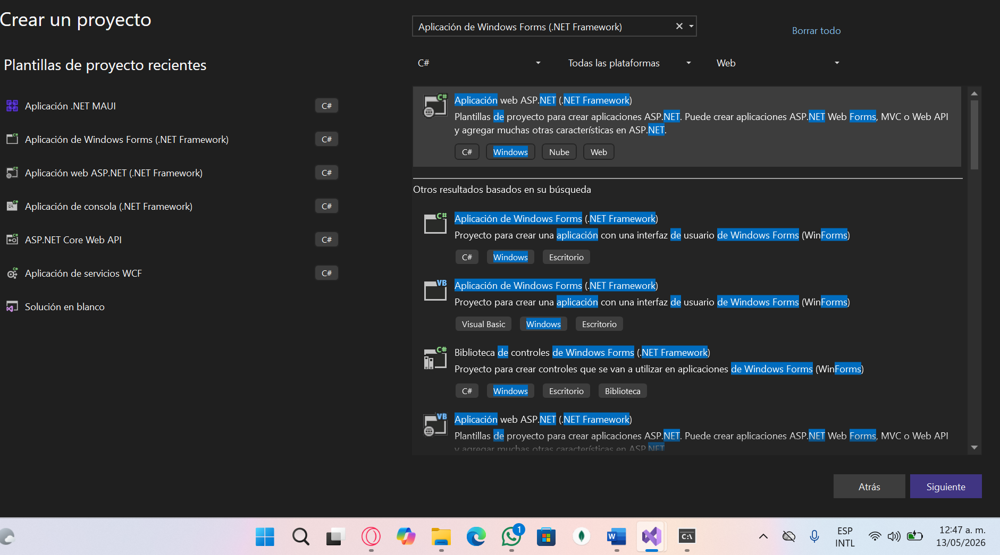 Crear un proyecto
Plantillas de proyecto recientes
Aplicación .NET MAUI
C#
Aplicación de Windows Forms (.NET Framework)
C#
Aplicación web ASP.NET (.NET Framework)
C#
Aplicación de consola (.NET Framework)
C#
ASP.NET Core Web API
C#
Aplicación de servicios WCF
C#
Solución en blanco
Aplicación de Windows Forms (.NET Framework)
Borrar todo
C#
Todas las plataformas
Web
C#
Aplicación web ASP.NET (.NET Framework)
Plantillas de proyecto para crear aplicaciones ASP.NET. Puede crear aplicaciones ASP.NET Web Forms, MVC o Web API
y agregar muchas otras características en ASP.NET.
C# Windows Nube Web
Otros resultados basados en su búsqueda
C#
Aplicación de Windows Forms (.NET Framework)
Proyecto para crear una aplicación con una interfaz de usuario de Windows Forms (WinForms)
C# Windows Escritorio
VB
Aplicación de Windows Forms (.NET Framework)
Proyecto para crear una aplicación con una interfaz de usuario de Windows Forms (WinForms)
Visual Basic Windows Escritorio
C#
Biblioteca de controles de Windows Forms (.NET Framework)
Proyecto para crear controles que se van a utilizar en aplicaciones de Windows Forms (WinForms)
C# Windows Escritorio Biblioteca
VB
Aplicación web ASP.NET (.NET Framework)
Plantillas de proyecto para crear aplicaciones ASP.NET. Puede crear aplicaciones ASP.NET Web Forms, MVC o Web API
y agregar muchas otras características en ASP.NET
Atrás
Siguiente
1
W
C:\
ESP
INTL
12:47 a. m.
13/05/2026